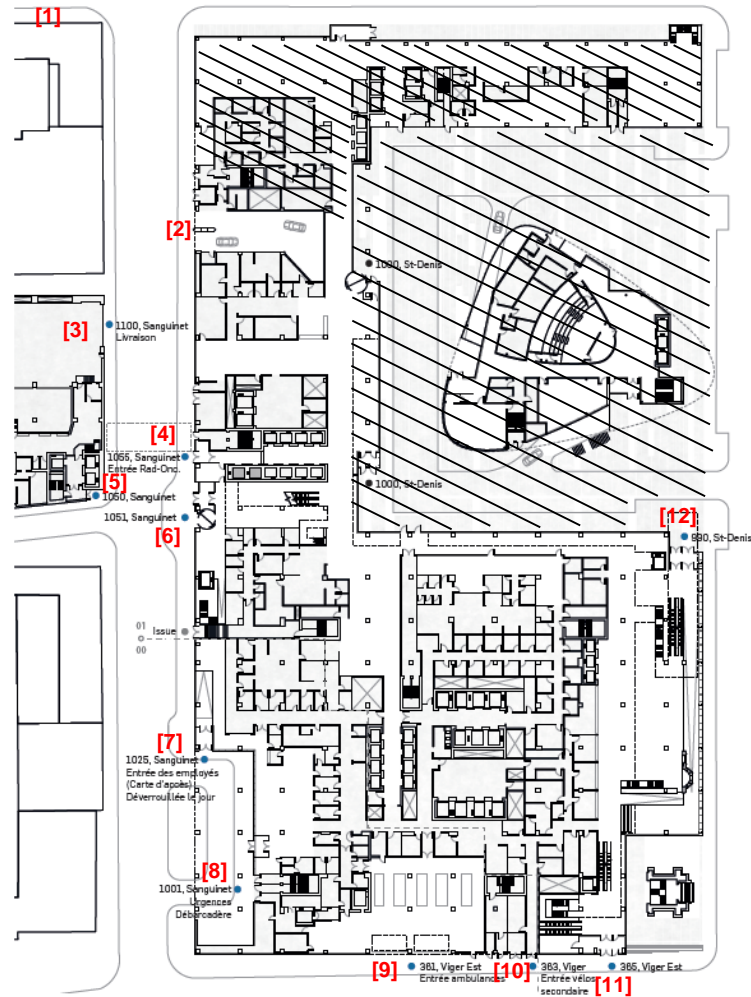 [1]
[2]
1000, St-Denis
[3]
1100, Sanguinet
Livraison
[4]
1055, Sanguinet
Entrée Rad-Onc.
[5]
1050, Sanguinet
1000, St-Denis
1051, Sanguinet
[6]
[12]
930, St-Denis
01
Issue
00
[7]
1025, Sanguinet
Entrée des employés
(Carte d'accès)
Déverrouillée le jour
[8]
1001, Sanguinet
Urgences
Débarcadère
[9]
361, Viger Est
Entrée ambulances
[10]
363, Viger
Entrée vélos
secondaire
[11]
365, Viger Est